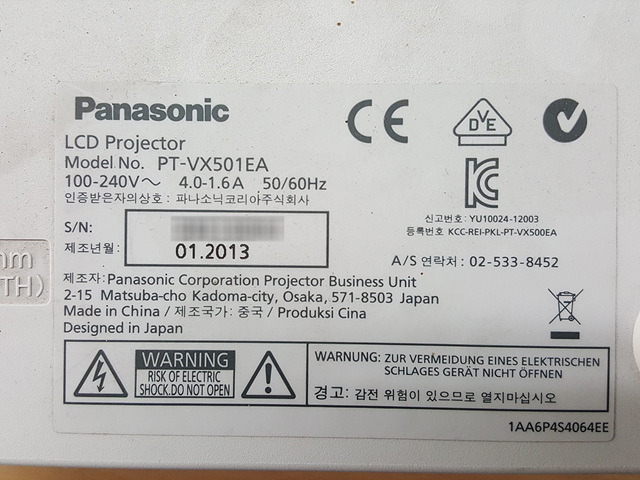 Panasonic
CE
DVE
LCD Projector
Model No. PT-VX501EA
100-240V～ 4.0-1.6A 50/60Hz
인증받은자의상호 : 파나소닉코리아주식회사
신고번호: YU10024-12003
등록번호: KCC-REI-PKL-PT-VX500EA
S/N:
제조년월: 01.2013
A/S 연락처 : 02-533-8452
mm
TH)
제조자: Panasonic Corporation Projector Business Unit
2-15 Matsuba-cho Kadoma-city, Osaka, 571-8503 Japan
Made in China / 제조국가: 중국 / Produksi Cina
Designed in Japan
WARNING
RISK OF ELECTRIC
SHOCK.DO NOT OPEN
WARNUNG: ZUR VERMEIDUNG EINES ELEKTRISCHEN
SCHLAGES GERÄT NICHT ÖFFNEN
경고: 감전 위험이 있으므로 열지마십시오
1AA6P4S4064EE